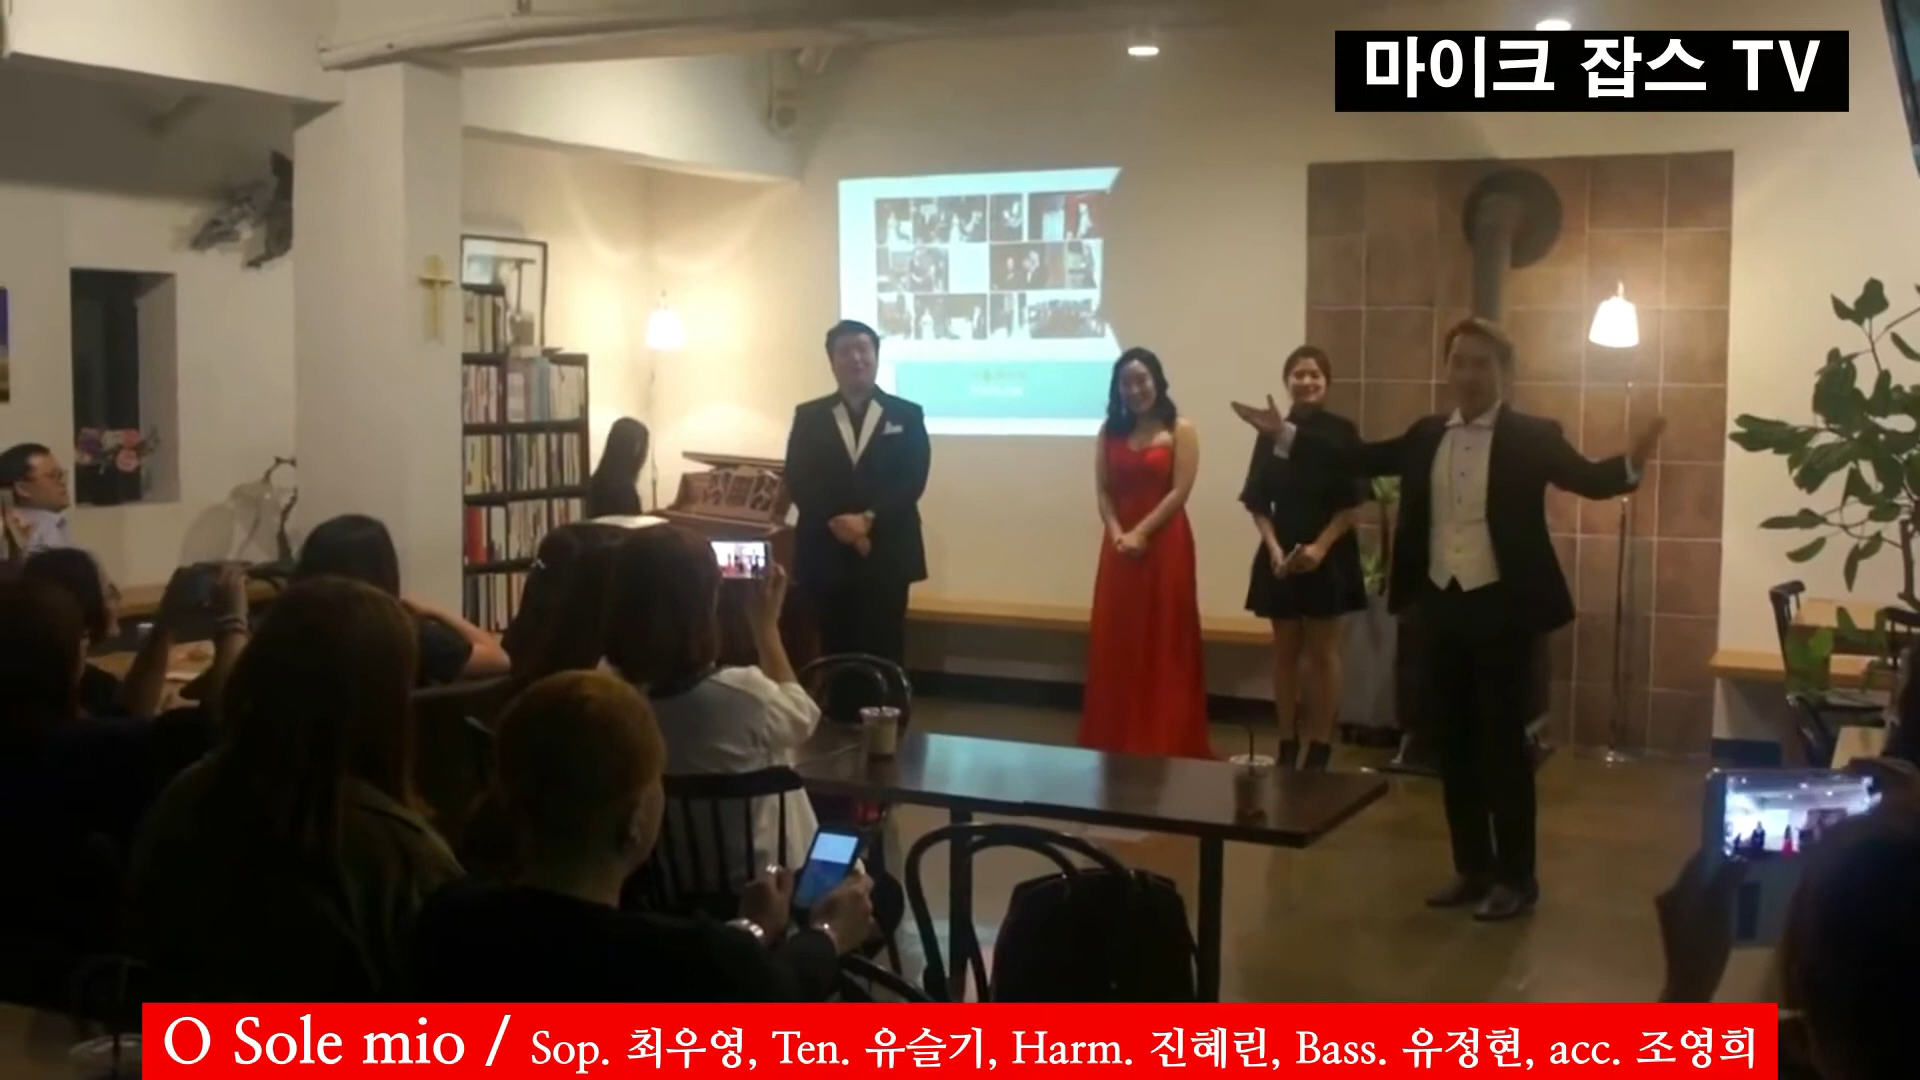 마이크 잡스 TV
O Sole mio / Sop. 최우영, Ten. 유슬기, Harm. 진혜린, Bass. 유정현, acc. 조영희